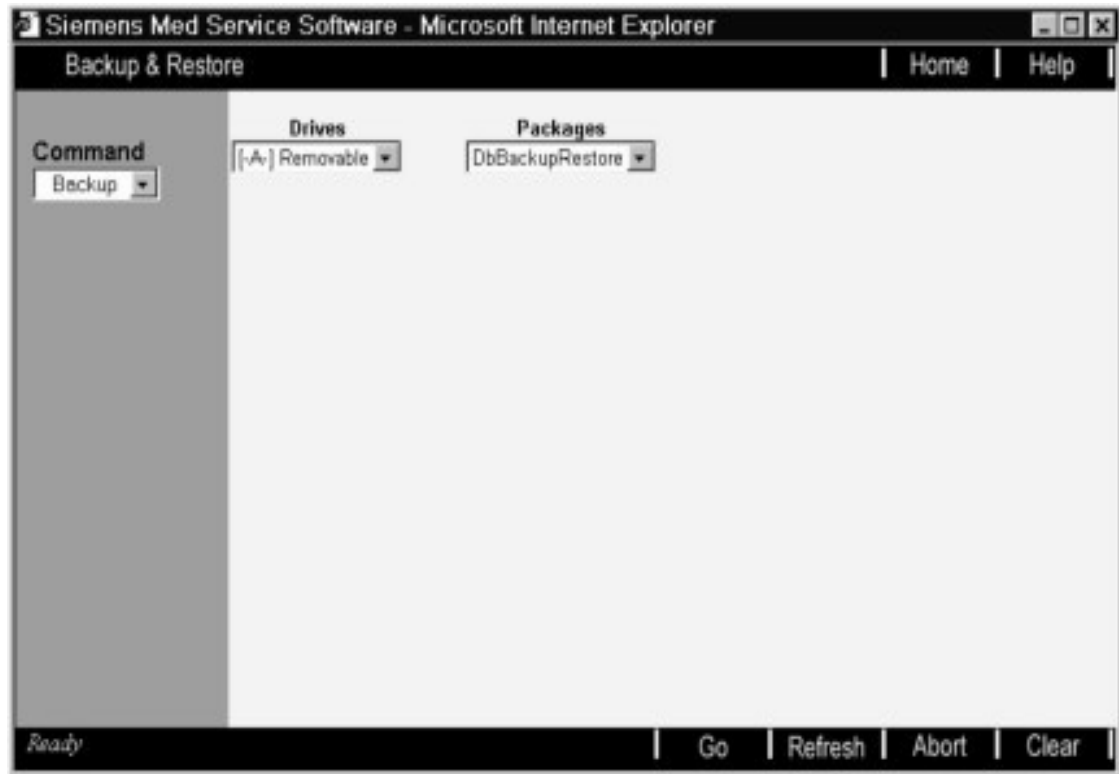 Siemens Med Service Software - Microsoft Internet Explorer
Backup & Restore
Home
Help
Command
Backup
Drives
[-A-] Removable
Packages
DbBackupRestore
Ready
Go
Refresh
Abort
Clear